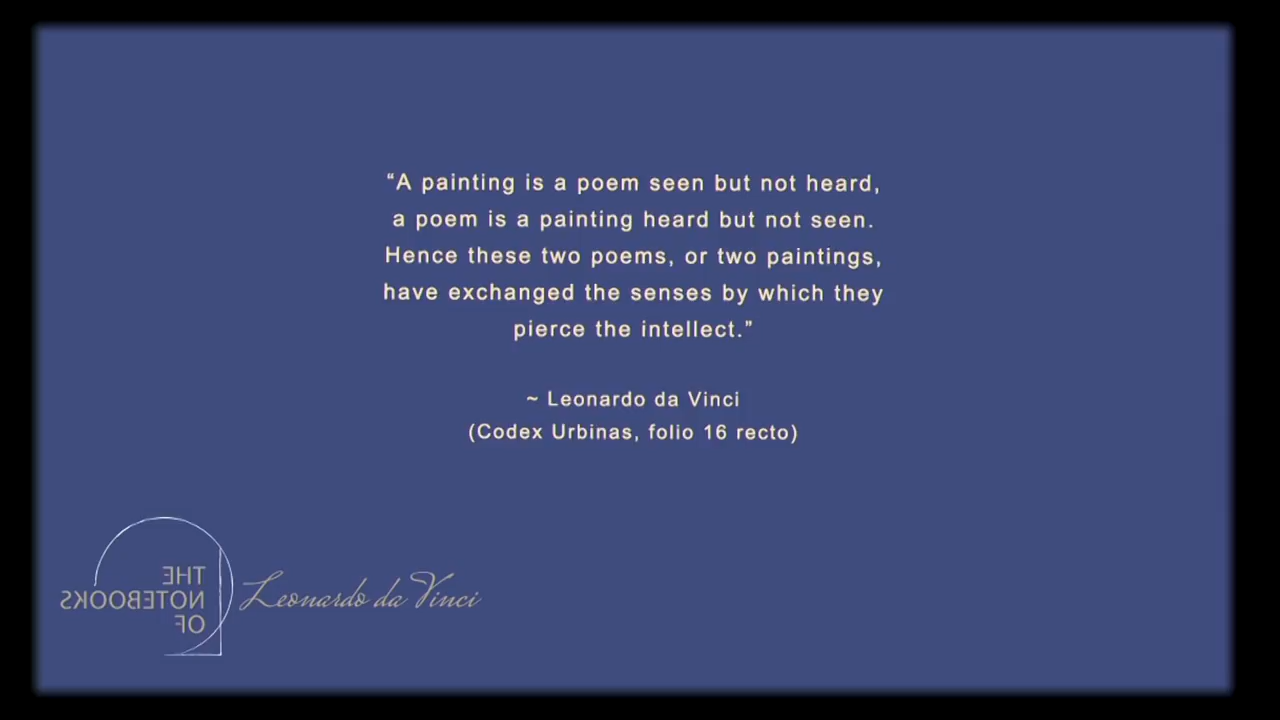 “A painting is a poem seen but not heard,
a poem is a painting heard but not seen.
Hence these two poems, or two paintings,
have exchanged the senses by which they
pierce the intellect.”
~ Leonardo da Vinci
(Codex Urbinas, folio 16 recto)
THE
NOTEBOOKS
OF
Leonardo da Vinci